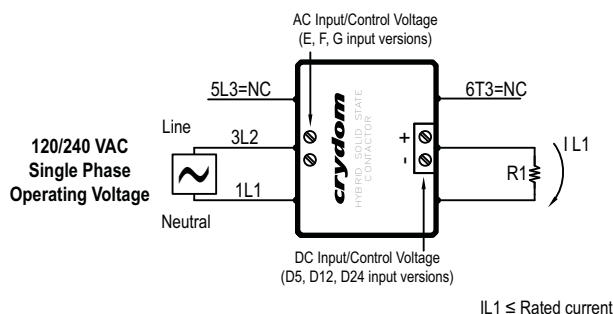 AC Input/Control Voltage
(E, F, G input versions)
5L3=NC
6T3=NC
120/240 VAC
Single Phase
Operating Voltage
Line
3L2
1L1
Neutral
crydom
HYBRID SOLID STATE
CONTACTOR
+
-
R1
I L1
DC Input/Control Voltage
(D5, D12, D24 input versions)
IL1 ≤ Rated current